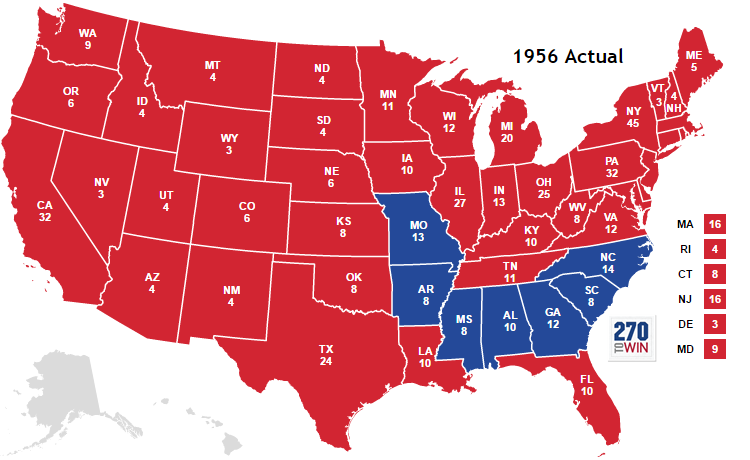 1956 Actual
WA
9
OR
6
CA
32
NV
3
ID
4
MT
4
WY
3
UT
4
AZ
4
CO
6
NM
4
ND
4
SD
4
NE
6
KS
8
OK
8
TX
24
MN
11
IA
10
MO
13
AR
8
LA
10
WI
12
IL
27
MI
20
IN
13
OH
25
KY
10
TN
11
MS
8
AL
10
GA
12
FL
10
SC
8
NC
14
VA
12
WV
8
PA
32
NY
45
VT
3
4
NH
ME
5
MA 16
RI 4
CT 8
NJ 16
DE 3
MD 9
270
TO WIN